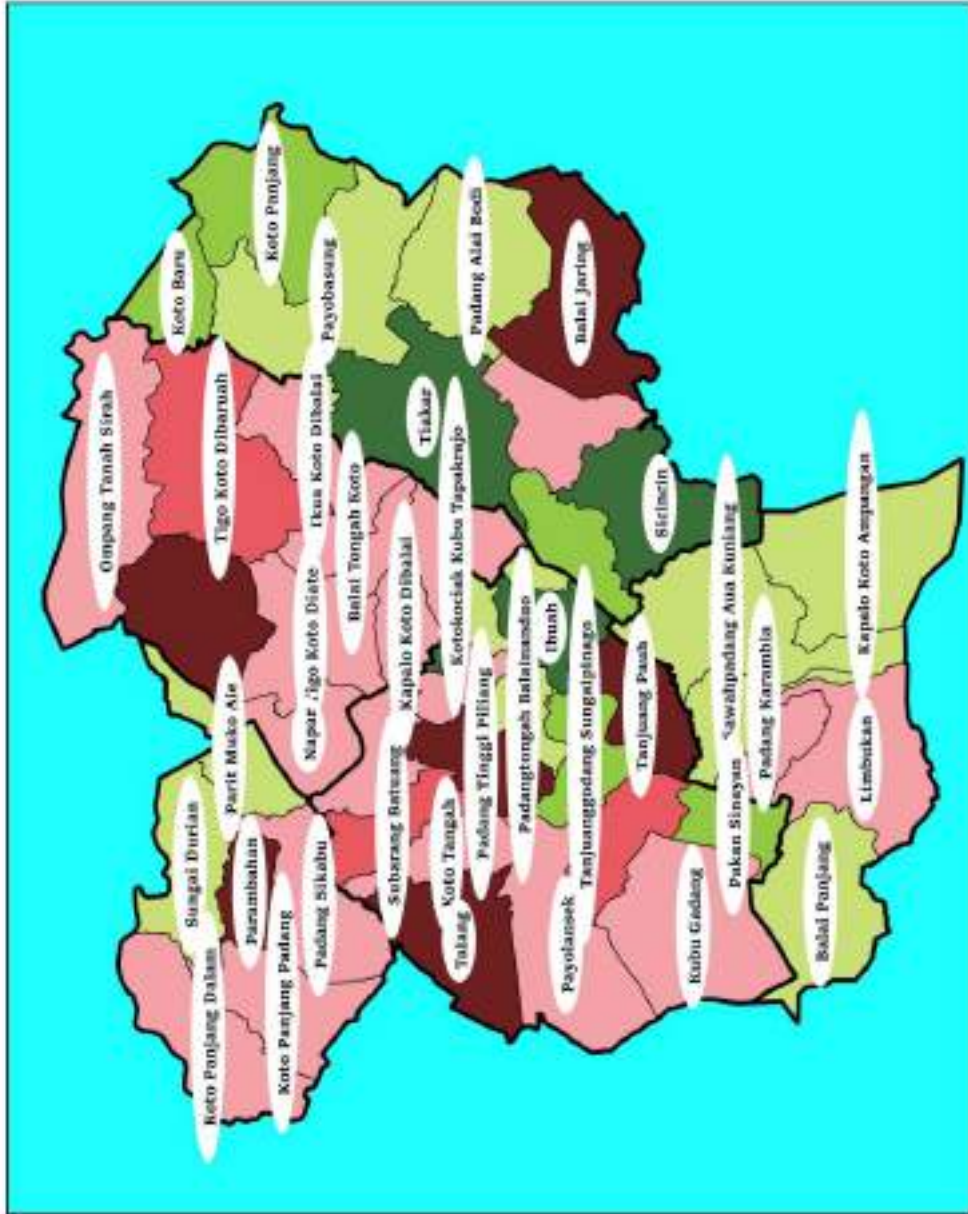 Ompang Tanah Sirah
Koto Baru
Sungai Durian
Koto Panjang Dalam
Tigo Koto Dibaruah
Parit Muko Aie
Parambahan
Koto Panjang
Koto Panjang Padang
Napar
Tigo Koto Diate
Ikua Koto Dibalai
Padang Sikabu
Payobasung
Balai Tongah Koto
Subarang Batuang
Kapalo Koto Dibalai
Tiakar
Koto Tangah
Kotokociak Kubu Tapakrajo
Talang
Padang Alai Bodi
Padang Tinggi Piliang
Padangtongah Balainanduo
Ibuah
Payolansek
Balai Jaring
Tanjuanggodang Sungaipinago
Tanjuang Pauh
Sicincin
Kubu Gadang
Sawahpadang Aua Kuniang
Pakan Sinayan
Padang Karambia
Balai Panjang
Kapalo Koto Ampangan
Limbukan